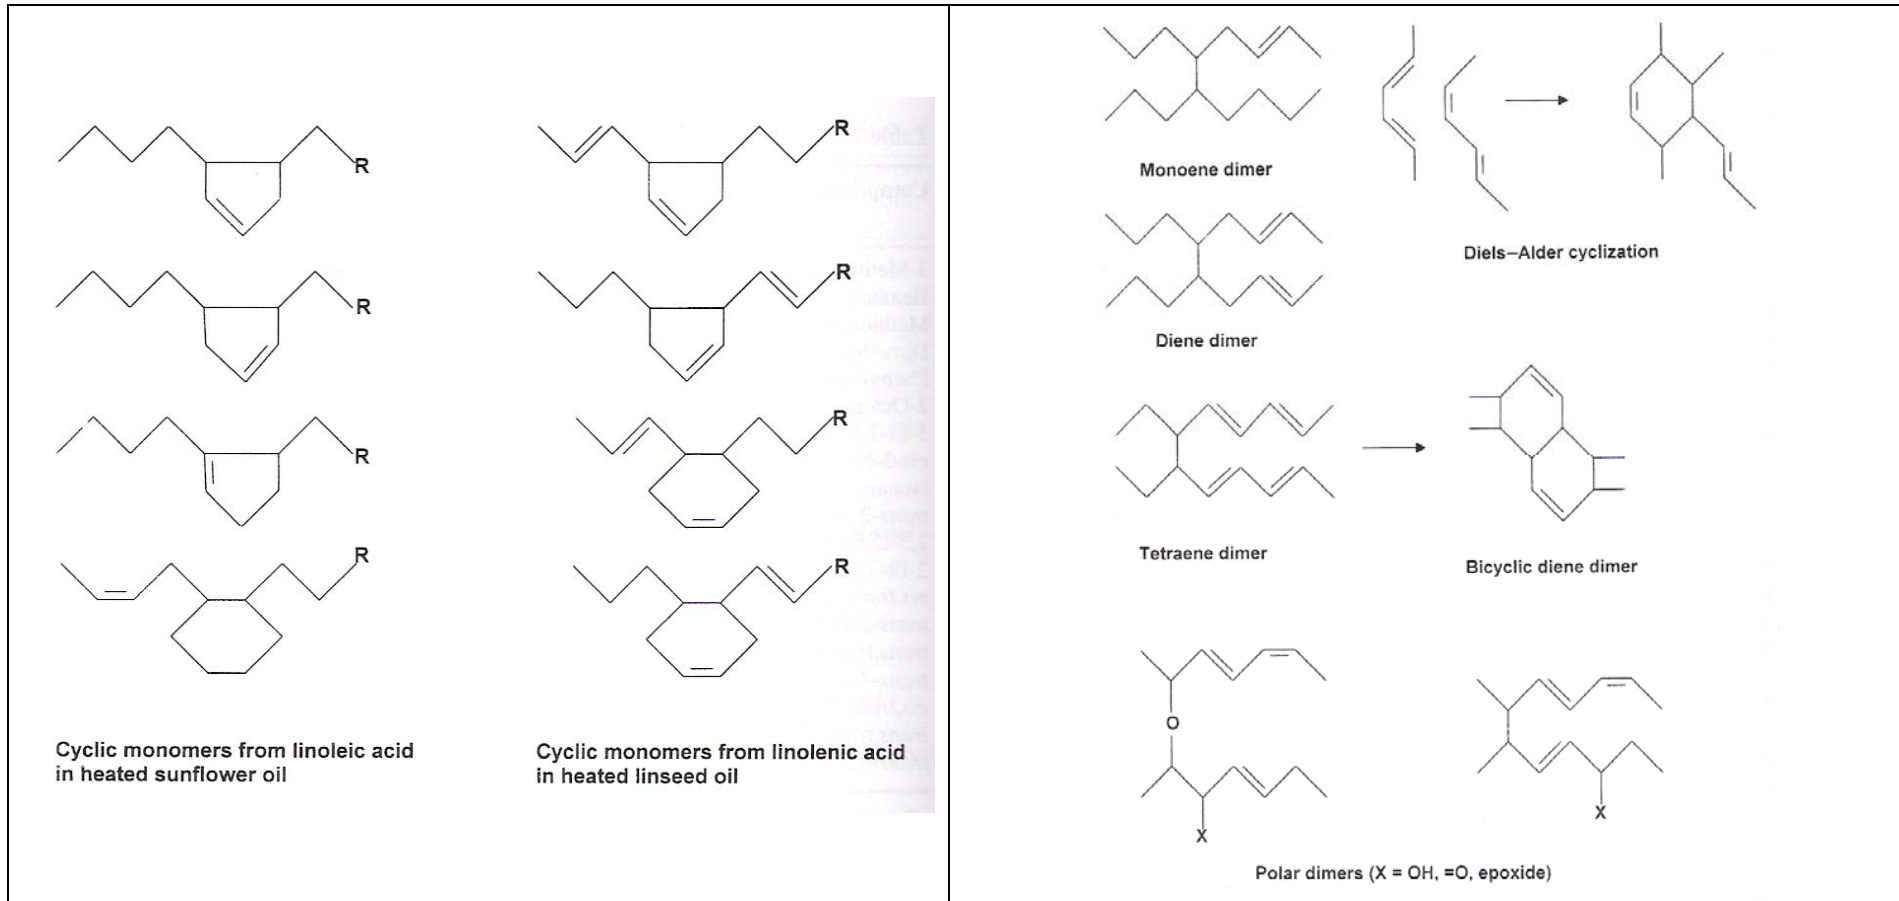 R
R
R
R
Cyclic monomers from linoleic acid
in heated sunflower oil
R
R
R
R
Cyclic monomers from linolenic acid
in heated linseed oil
Monoene dimer
Diels–Alder cyclization
Diene dimer
Tetraene dimer
Bicyclic diene dimer
O
X
X
Polar dimers (X = OH, =O, epoxide)